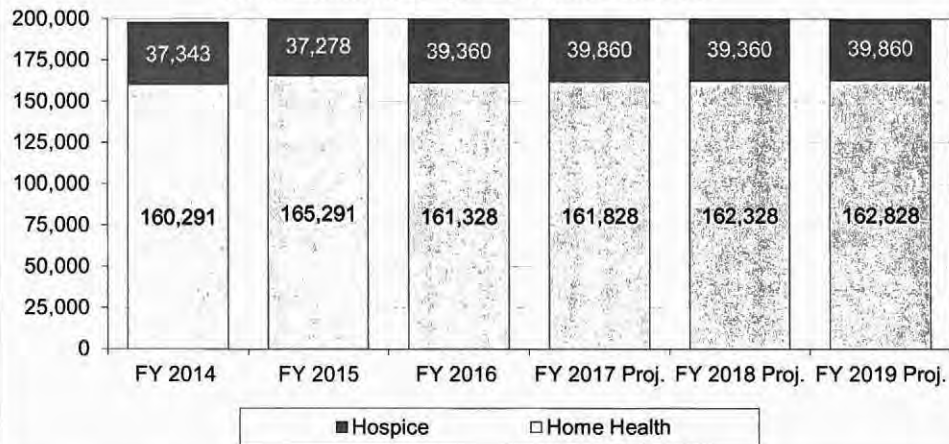 200,000
175,000
150,000
125,000
100,000
75,000
50,000
25,000
0
37,343 37,278 39,360 39,860 39,360 39,860
160,291 165,291 161,328 161,828 162,328 162,828
FY 2014 FY 2015 FY 2016 FY 2017 Proj. FY 2018 Proj. FY 2019 Proj.
Hospice Home Health